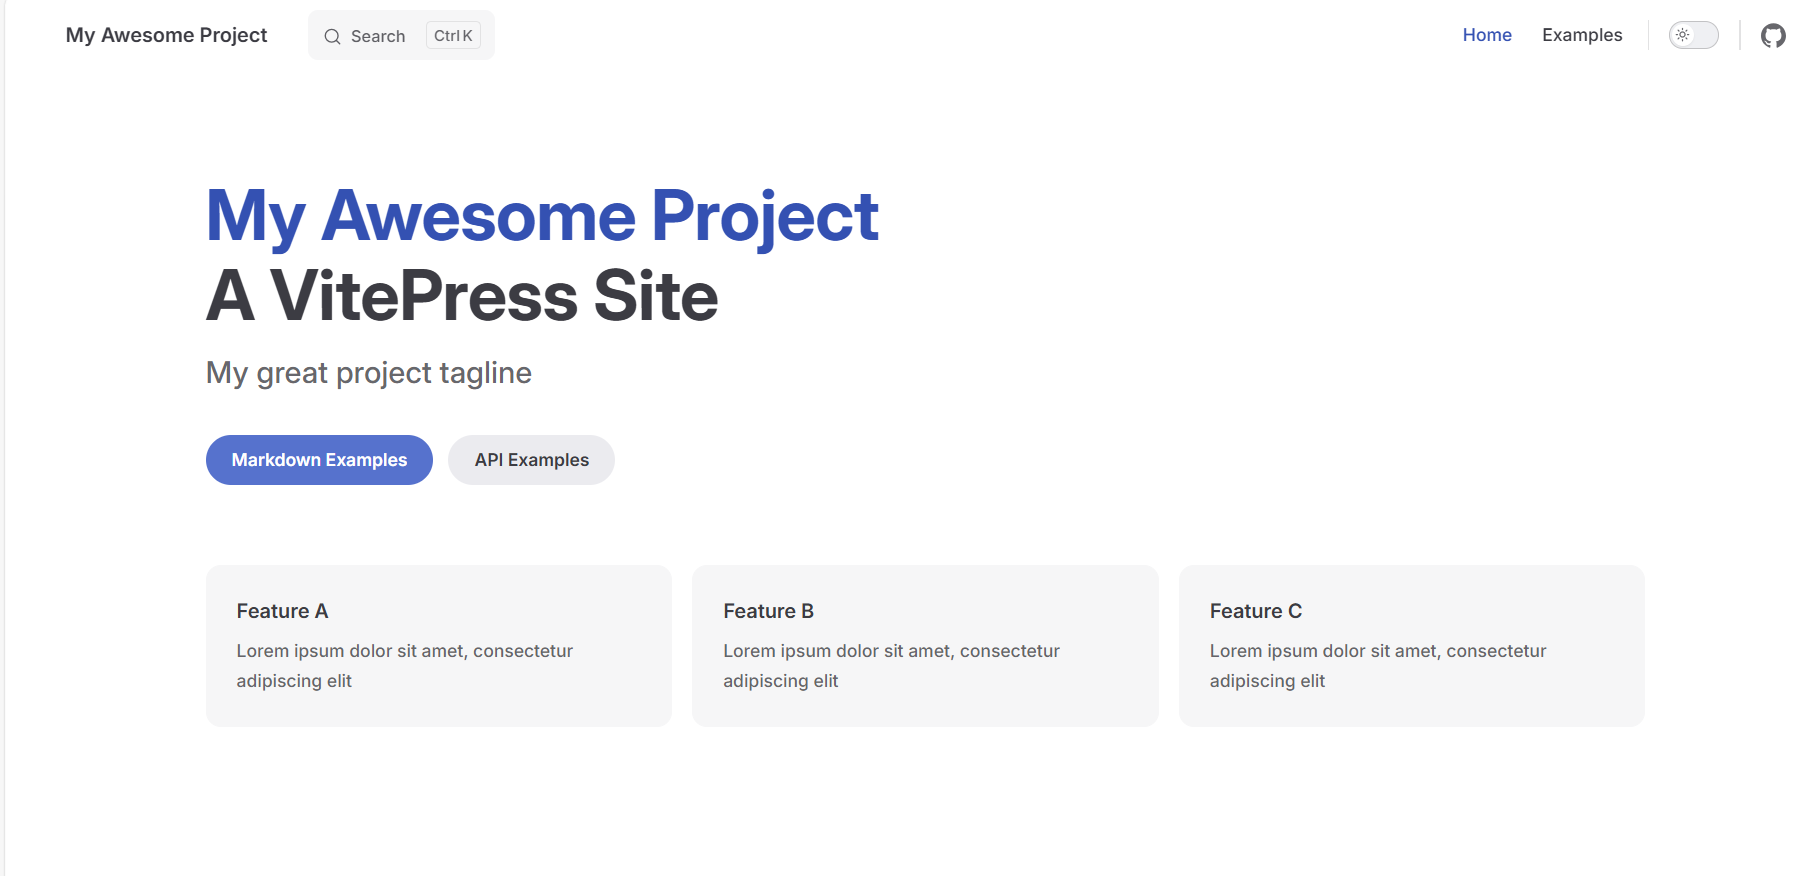 My Awesome Project
Search
Ctrl K
Home
Examples
My Awesome Project
A VitePress Site
My great project tagline
Markdown Examples
API Examples
Feature A
Lorem ipsum dolor sit amet, consectetur
adipiscing elit
Feature B
Lorem ipsum dolor sit amet, consectetur
adipiscing elit
Feature C
Lorem ipsum dolor sit amet, consectetur
adipiscing elit